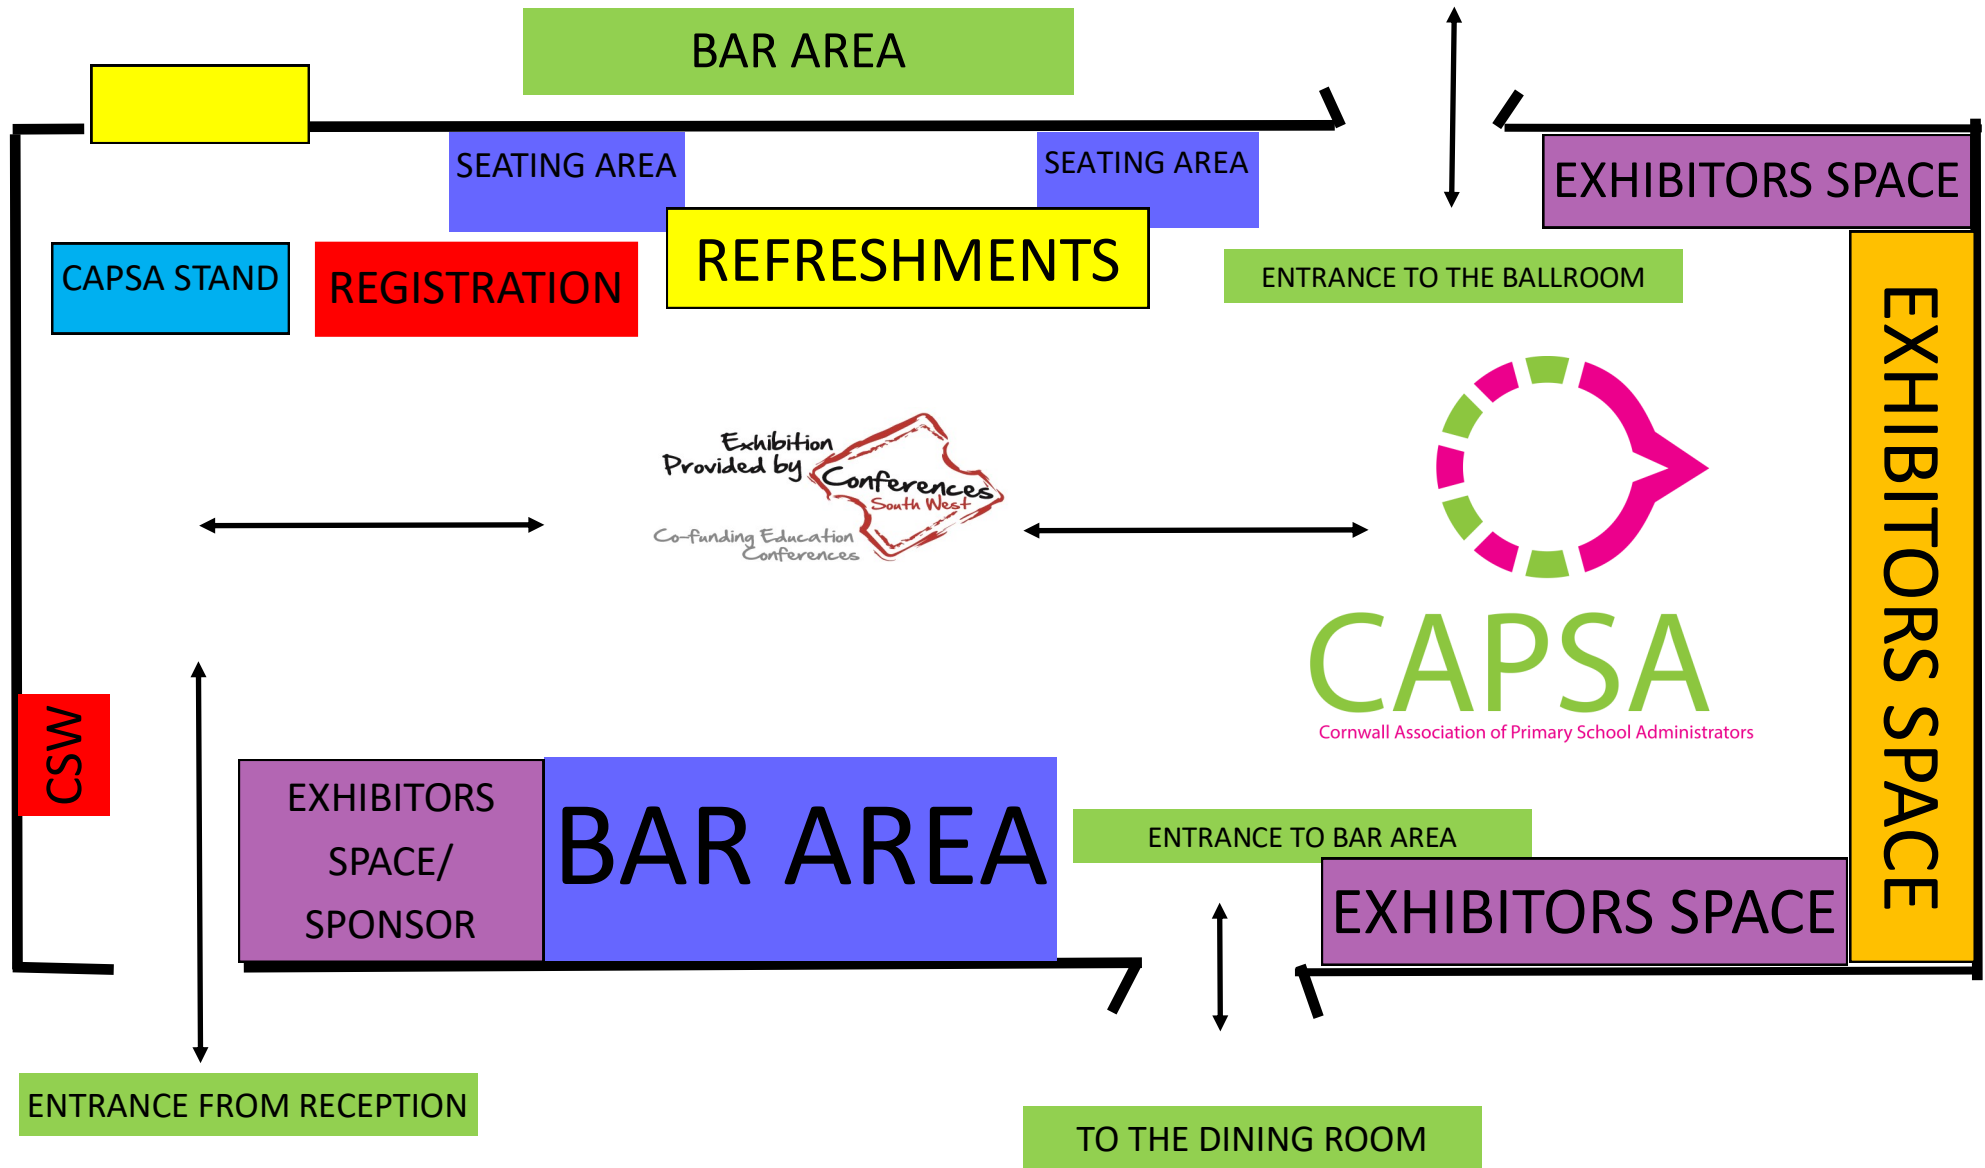 BAR AREA
SEATING AREA
SEATING AREA
EXHIBITORS SPACE
CAPSA STAND
REGISTRATION
REFRESHMENTS
ENTRANCE TO THE BALLROOM
EXHIBITORS SPACE
Exhibition
Provided by
Conferences
South West
Co-funding Education
Conferences
CAPSA
Cornwall Association of Primary School Administrators
CSW
EXHIBITORS
SPACE/
SPONSOR
BAR AREA
ENTRANCE TO BAR AREA
EXHIBITORS SPACE
ENTRANCE FROM RECEPTION
TO THE DINING ROOM